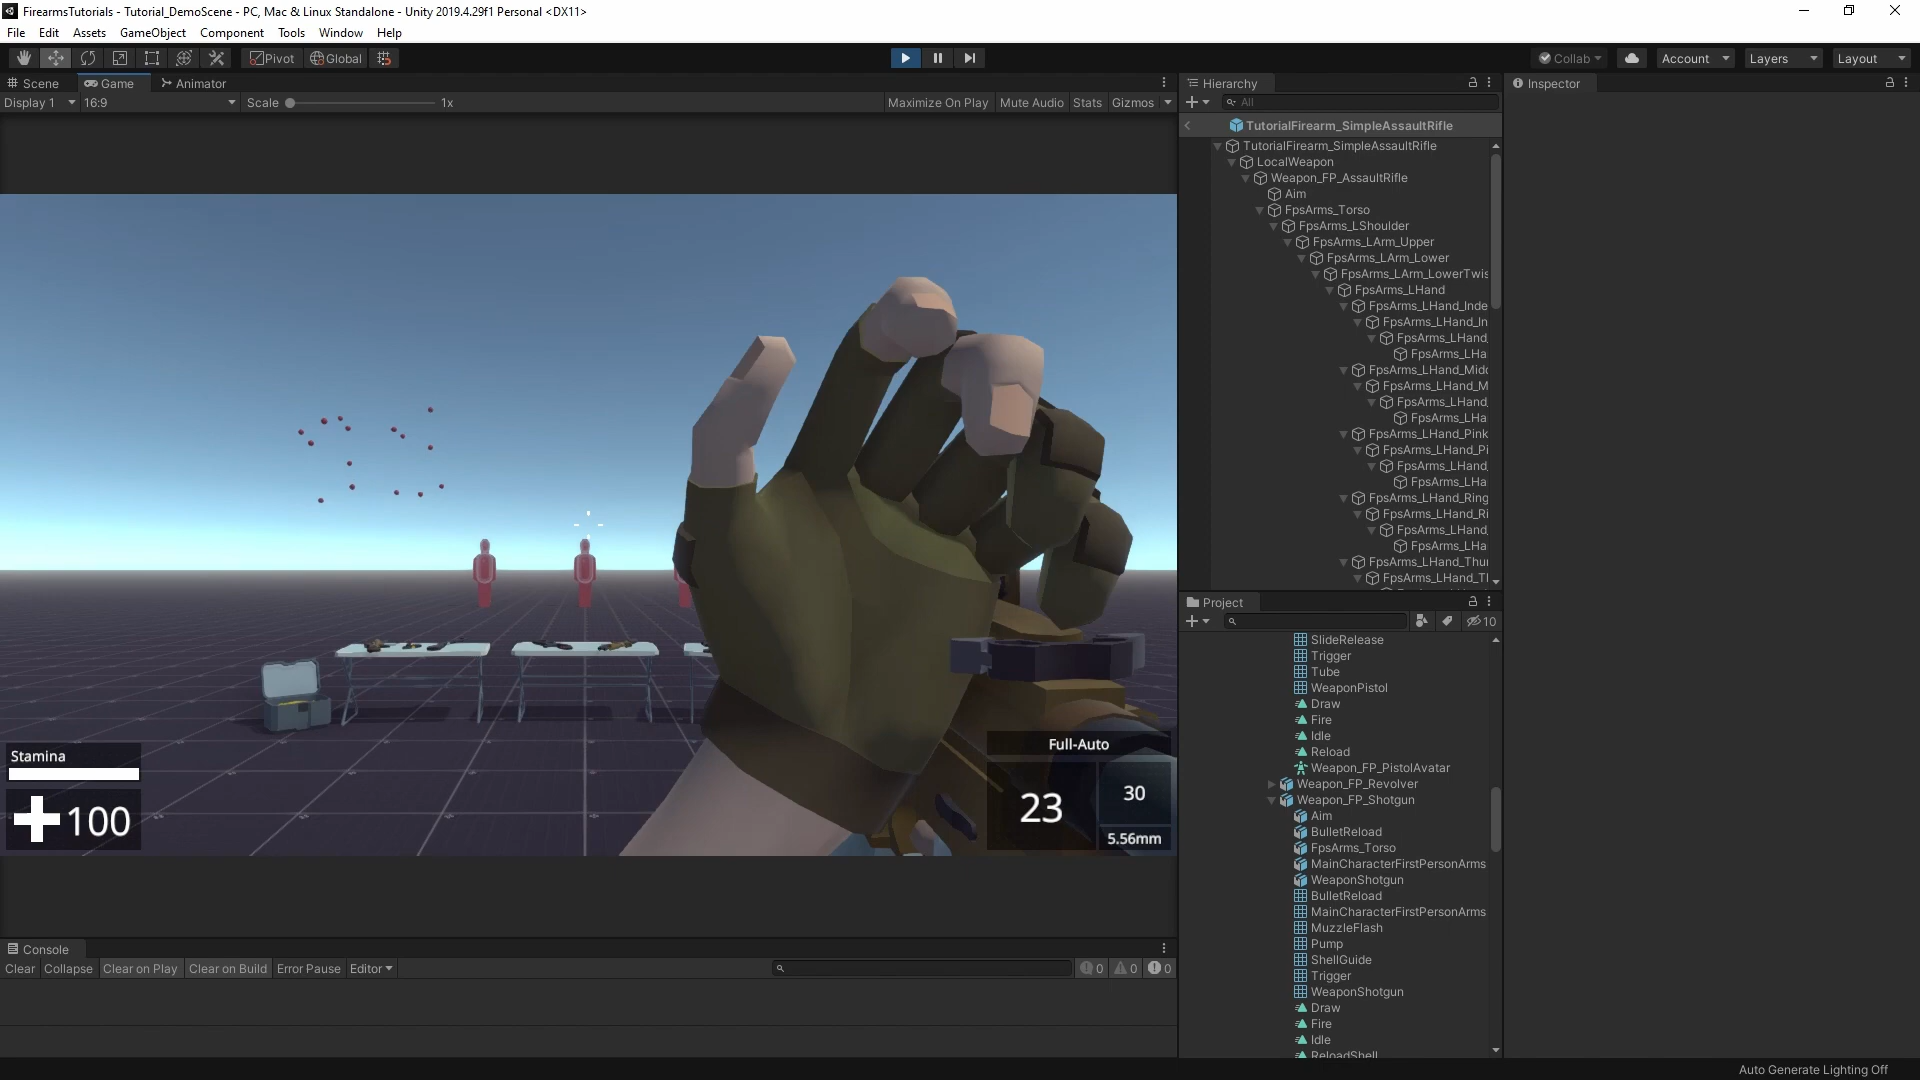 FirearmsTutorials - Tutorial_DemoScene - PC, Mac & Linux Standalone - Unity 2019.4.29f1 Personal <DX11>
File Edit Assets GameObject Component Tools Window Help
Pivot Global Collab Account Layers Layout
Scene Game Animator
Display 1 16:9 Scale 1x Maximize On Play Mute Audio Stats Gizmos
Stamina
100
Full-Auto
23
30
5.56mm
Console
Clear Collapse Clear on Play Clear on Build Error Pause Editor 0 0 0
Hierarchy
All
TutorialFirearm_SimpleAssaultRifle
TutorialFirearm_SimpleAssaultRifle
LocalWeapon
Weapon_FP_AssaultRifle
Aim
FpsArms_Torso
FpsArms_LShoulder
FpsArms_LArm_Upper
FpsArms_LArm_Lower
FpsArms_LArm_LowerTwis
FpsArms_LHand
FpsArms_LHand_Inde
FpsArms_LHand_In
FpsArms_LHand_
FpsArms_LHa
FpsArms_LHand_Midd
FpsArms_LHand_M
FpsArms_LHand_
FpsArms_LHa
FpsArms_LHand_Pink
FpsArms_LHand_Pi
FpsArms_LHand_
FpsArms_LHa
FpsArms_LHand_Ring
FpsArms_LHand_Ri
FpsArms_LHand_
FpsArms_LHa
FpsArms_LHand_Thu
FpsArms_LHand_Tl
Project
10
SlideRelease
Trigger
Tube
WeaponPistol
Draw
Fire
Idle
Reload
Weapon_FP_PistolAvatar
Weapon_FP_Revolver
Weapon_FP_Shotgun
Aim
BulletReload
FpsArms_Torso
MainCharacterFirstPersonArms
WeaponShotgun
BulletReload
MainCharacterFirstPersonArms
MuzzleFlash
Pump
ShellGuide
Trigger
WeaponShotgun
Draw
Fire
Idle
ReloadShell
Inspector
Auto Generate Lighting Off